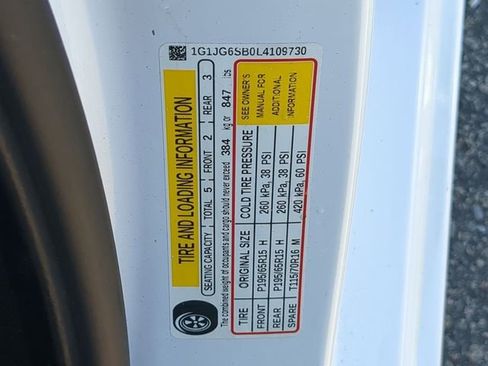 1G1JG6SB0L4109730
TIRE AND LOADING INFORMATION
SEATING CAPACITY TOTAL 5 FRONT 2 REAR 3
The combined weight of occupants and cargo should never exceed 384 kg or 847 lbs
TIRE ORIGINAL SIZE COLD TIRE PRESSURE
FRONT P195/65R15 H 260 kPa, 38 PSI
REAR P195/65R15 H 260 kPa, 38 PSI
SPARE T115/70R16 M 420 kPa, 60 PSI
SEE OWNER'S
MANUAL FOR
ADDITIONAL
INFORMATION